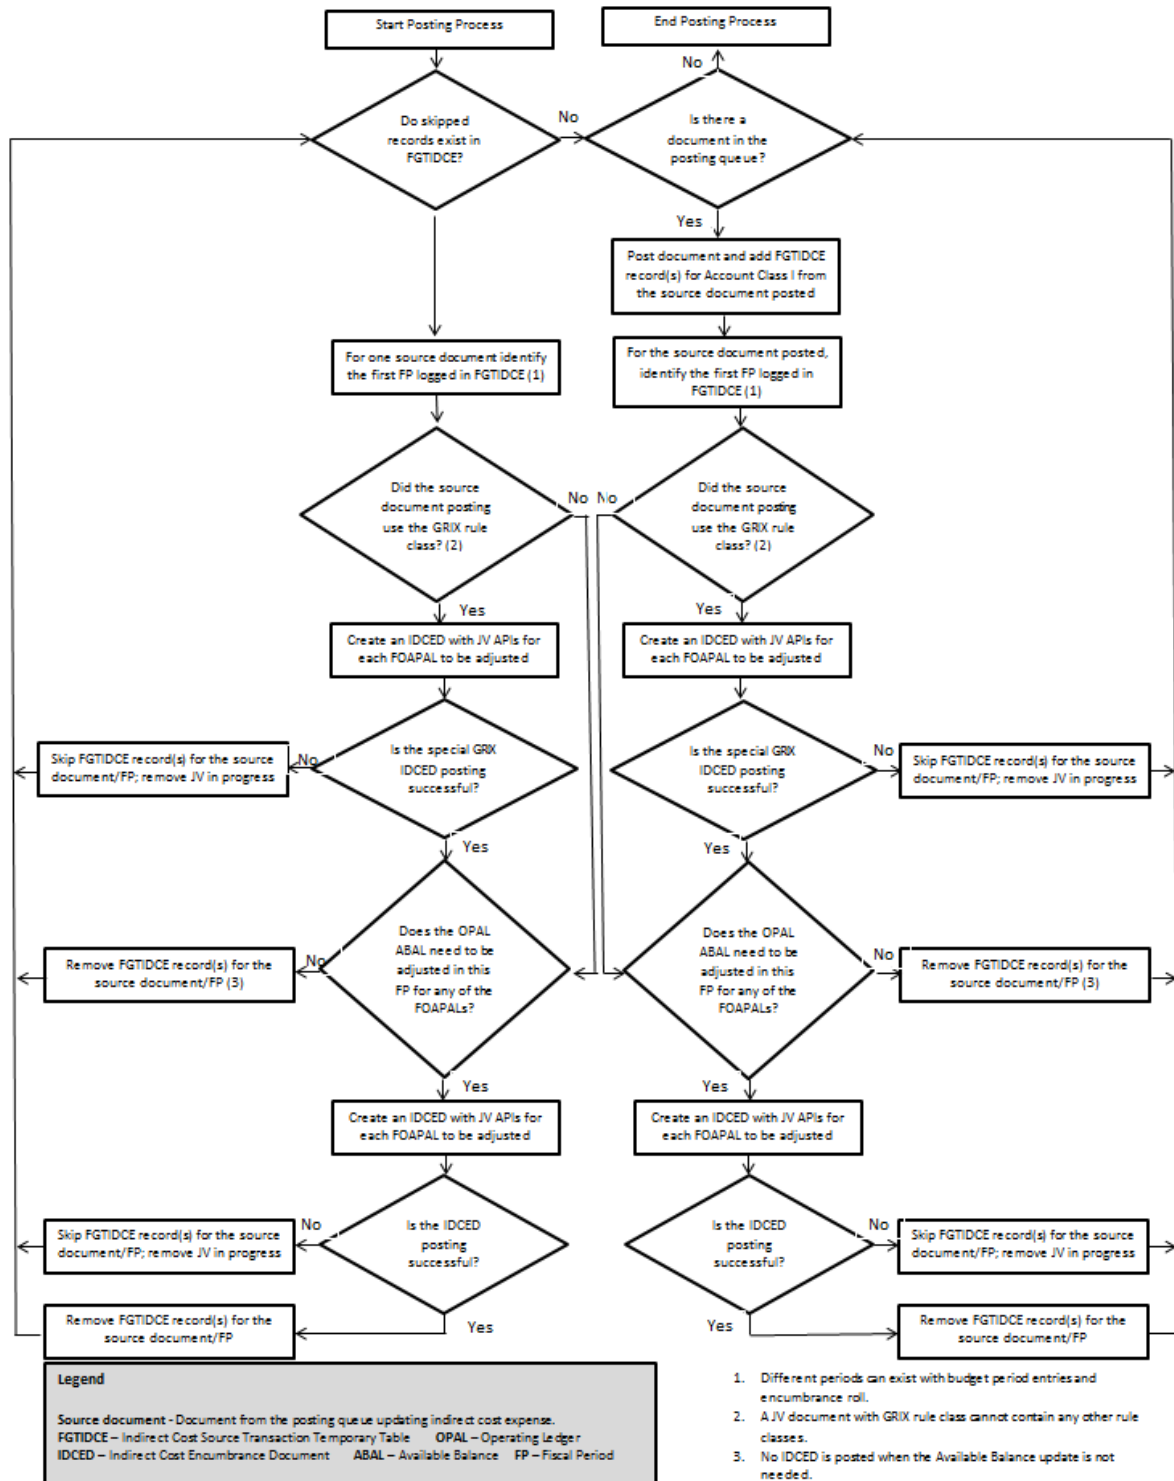 Start Posting Process
End Posting Process
No
Do skipped
records exist in
FGTIDCE?
No
Is there a
document in the
posting queue?
Yes
Post document and add FGTIDCE
record(s) for Account Class I from
the source document posted
For one source document identify
the first FP logged in FGTIDCE (1)
For the source document posted,
identify the first FP logged in
FGTIDCE (1)
Did the source
document posting
use the GRIX rule
class? (2)
No
No
Did the source
document posting
use the GRIX rule
class? (2)
Yes
Yes
Create an IDCED with JV APIs for
each FOAPAL to be adjusted
Create an IDCED with JV APIs for
each FOAPAL to be adjusted
Skip FGTIDCE record(s) for the source
document/FP; remove JV in progress
No
Is the special GRIX
IDCED posting
successful?
Is the special GRIX
IDCED posting
successful?
No
Skip FGTIDCE record(s) for the source
document/FP; remove JV in progress
Yes
Yes
Remove FGTIDCE record(s) for the
source document/FP (3)
No
Does the OPAL
ABAL need to be
adjusted in this
FP for any of the
FOAPALs?
Does the OPAL
ABAL need to be
adjusted in this
FP for any of the
FOAPALs?
No
Remove FGTIDCE record(s) for the
source document/FP (3)
Yes
Yes
Create an IDCED with JV APIs for
each FOAPAL to be adjusted
Create an IDCED with JV APIs for
each FOAPAL to be adjusted
Skip FGTIDCE record(s) for the source
document/FP; remove JV in progress
No
Is the IDCED
posting
successful?
Is the IDCED
posting
successful?
No
Skip FGTIDCE record(s) for the source
document/FP; remove JV in progress
Remove FGTIDCE record(s) for the
source document/FP
Yes
Yes
Remove FGTIDCE record(s) for the
source document/FP
Legend
Source document - Document from the posting queue updating indirect cost expense.
FGTIDCE – Indirect Cost Source Transaction Temporary Table OPAL – Operating Ledger
IDCED – Indirect Cost Encumbrance Document ABAL – Available Balance FP – Fiscal Period
1. Different periods can exist with budget period entries and
encumbrance roll.
2. A JV document with GRIX rule class cannot contain any other rule
classes.
3. No IDCED is posted when the Available Balance update is not
needed.